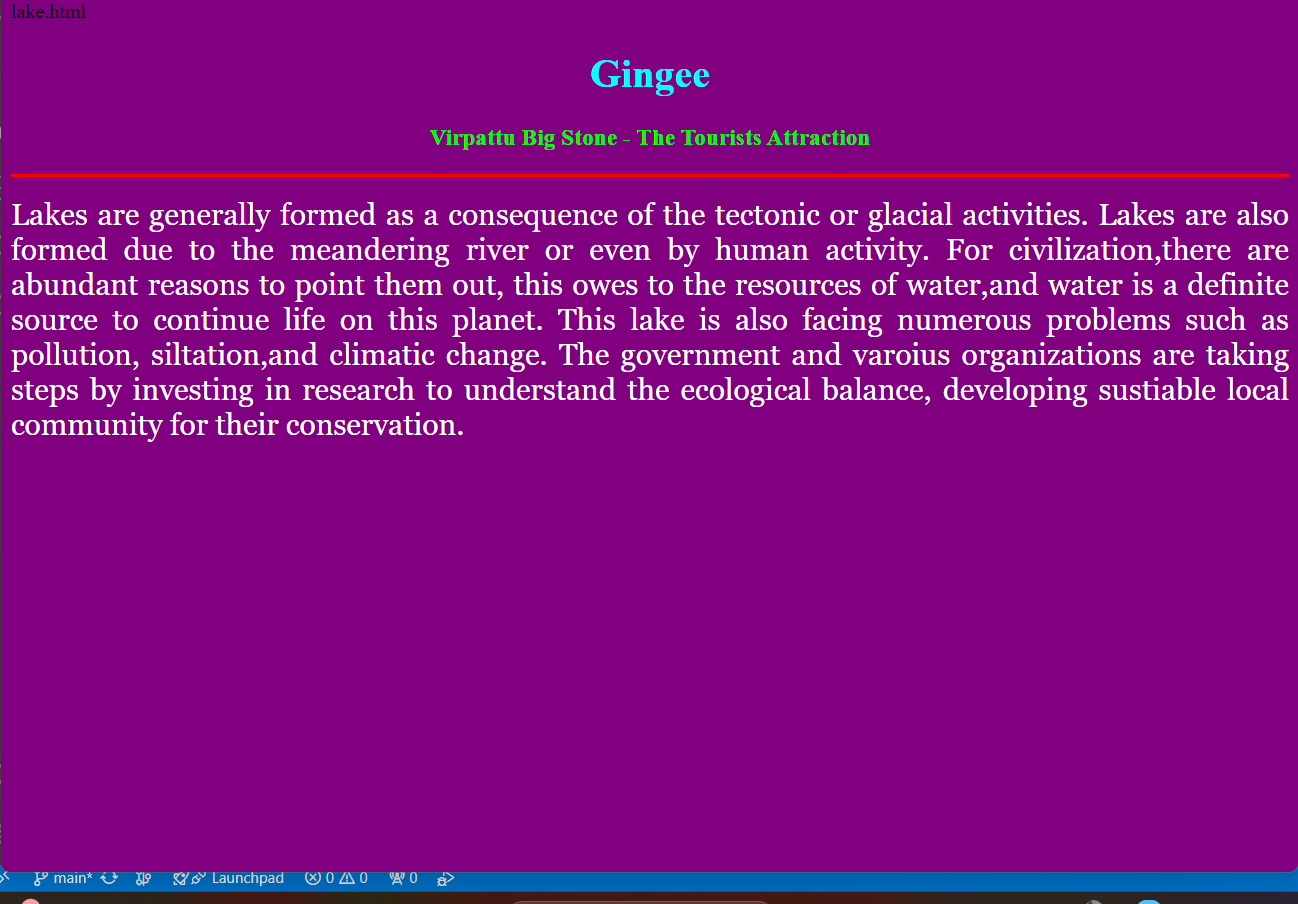 lake.html
Gingee
Virpattu Big Stone - The Tourists Attraction
Lakes are generally formed as a consequence of the tectonic or glacial activities. Lakes are also
formed due to the meandering river or even by human activity. For civilization,there are
abundant reasons to point them out, this owes to the resources of water,and water is a definite
source to continue life on this planet. This lake is also facing numerous problems such as
pollution, siltation,and climatic change. The government and varoius organizations are taking
steps by investing in research to understand the ecological balance, developing sustiable local
community for their conservation.
main* Launchpad 0 0 0